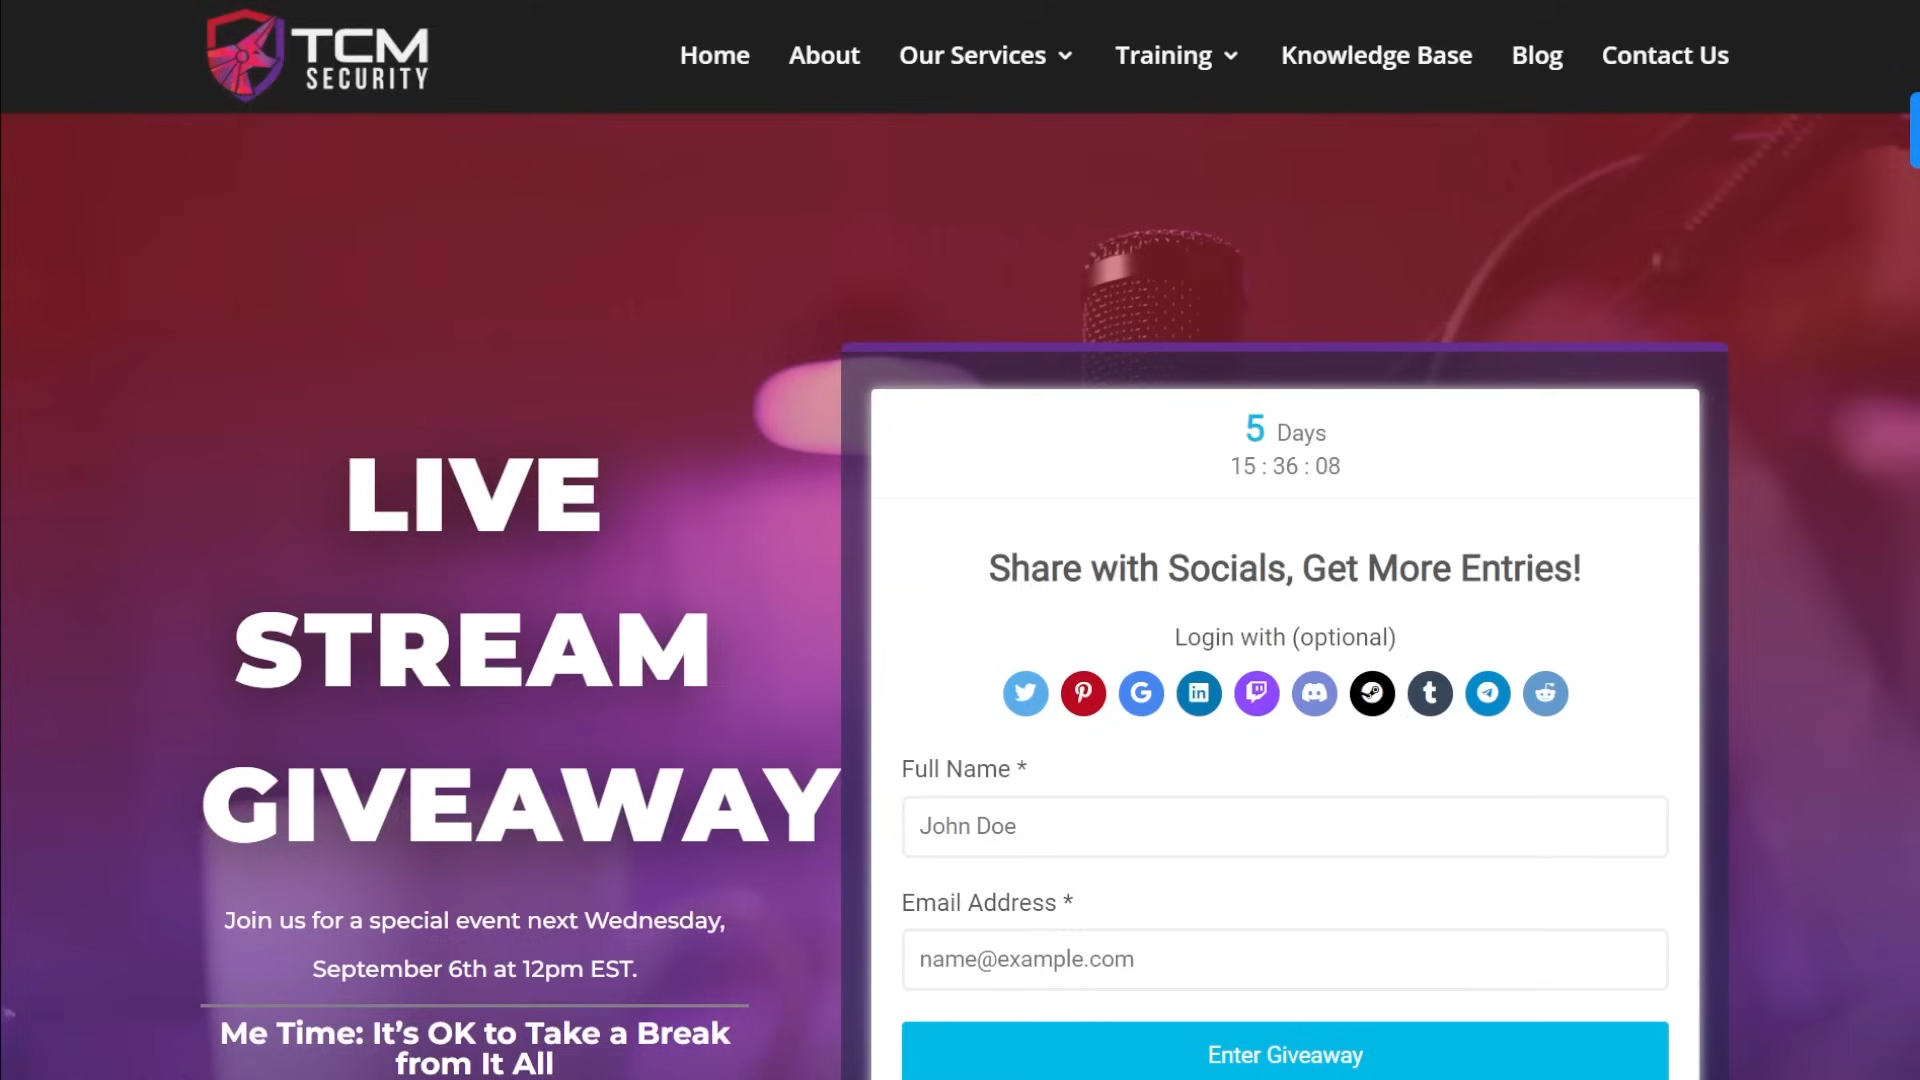 TCM
SECURITY
Home About Our Services Training Knowledge Base Blog Contact Us
LIVE
STREAM
GIVEAWAY
Join us for a special event next Wednesday,
September 6th at 12pm EST.
Me Time: It’s OK to Take a Break
from It All
5 Days
15 : 36 : 08
Share with Socials, Get More Entries!
Login with (optional)
Full Name *
John Doe
Email Address *
name@example.com
Enter Giveaway